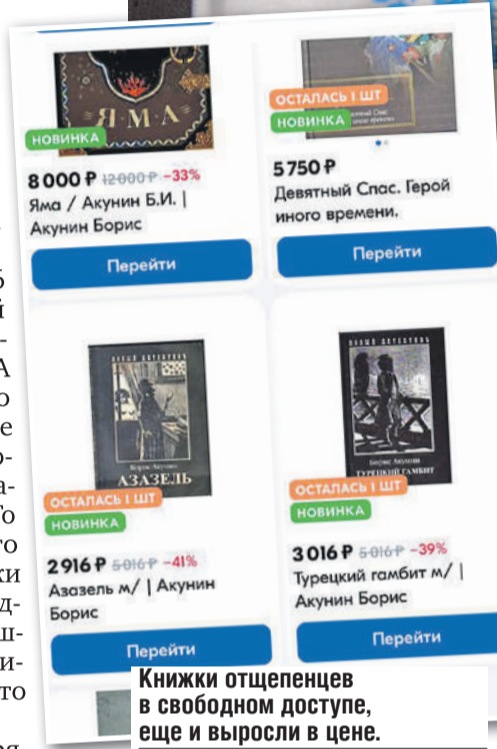 ЯМА
НОВИНКА
8 000 ₽ 12 000 ₽ −33%
Яма / Акунин Б.И. |
Акунин Борис
Перейти
ОСТАЛАСЬ 1 ШТ
НОВИНКА
5 750 ₽
Девятный Спас. Герой
иного времени.
Перейти
Борис Акунин
АЗАЗЕЛЬ
ОСТАЛАСЬ 1 ШТ
НОВИНКА
2 916 ₽ 5 016 ₽ −41%
Азазель м/ | Акунин
Борис
Перейти
Борис Акунин
ТУРЕЦКИЙ ГАМБИТ
ОСТАЛАСЬ 1 ШТ
НОВИНКА
3 016 ₽ 5 016 ₽ −39%
Турецкий гамбит м/ |
Акунин Борис
Перейти
Книжки отщепенцев
в свободном доступе,
еще и выросли в цене.